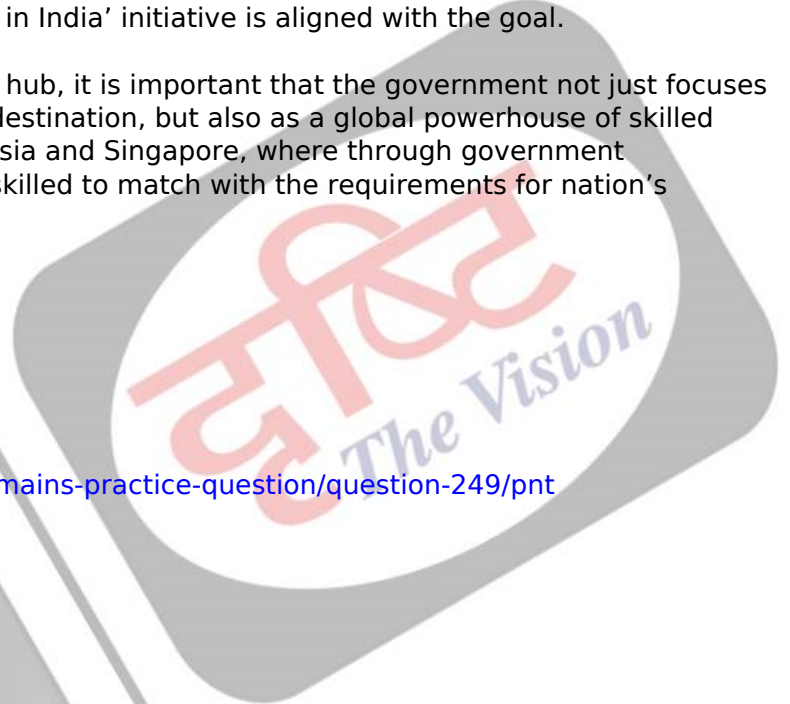 in India’ initiative is aligned with the goal.
hub, it is important that the government not just focuses
destination, but also as a global powerhouse of skilled
sia and Singapore, where through government
skilled to match with the requirements for nation’s
दृष्टि
The Vision
mains-practice-question/question-249/pnt